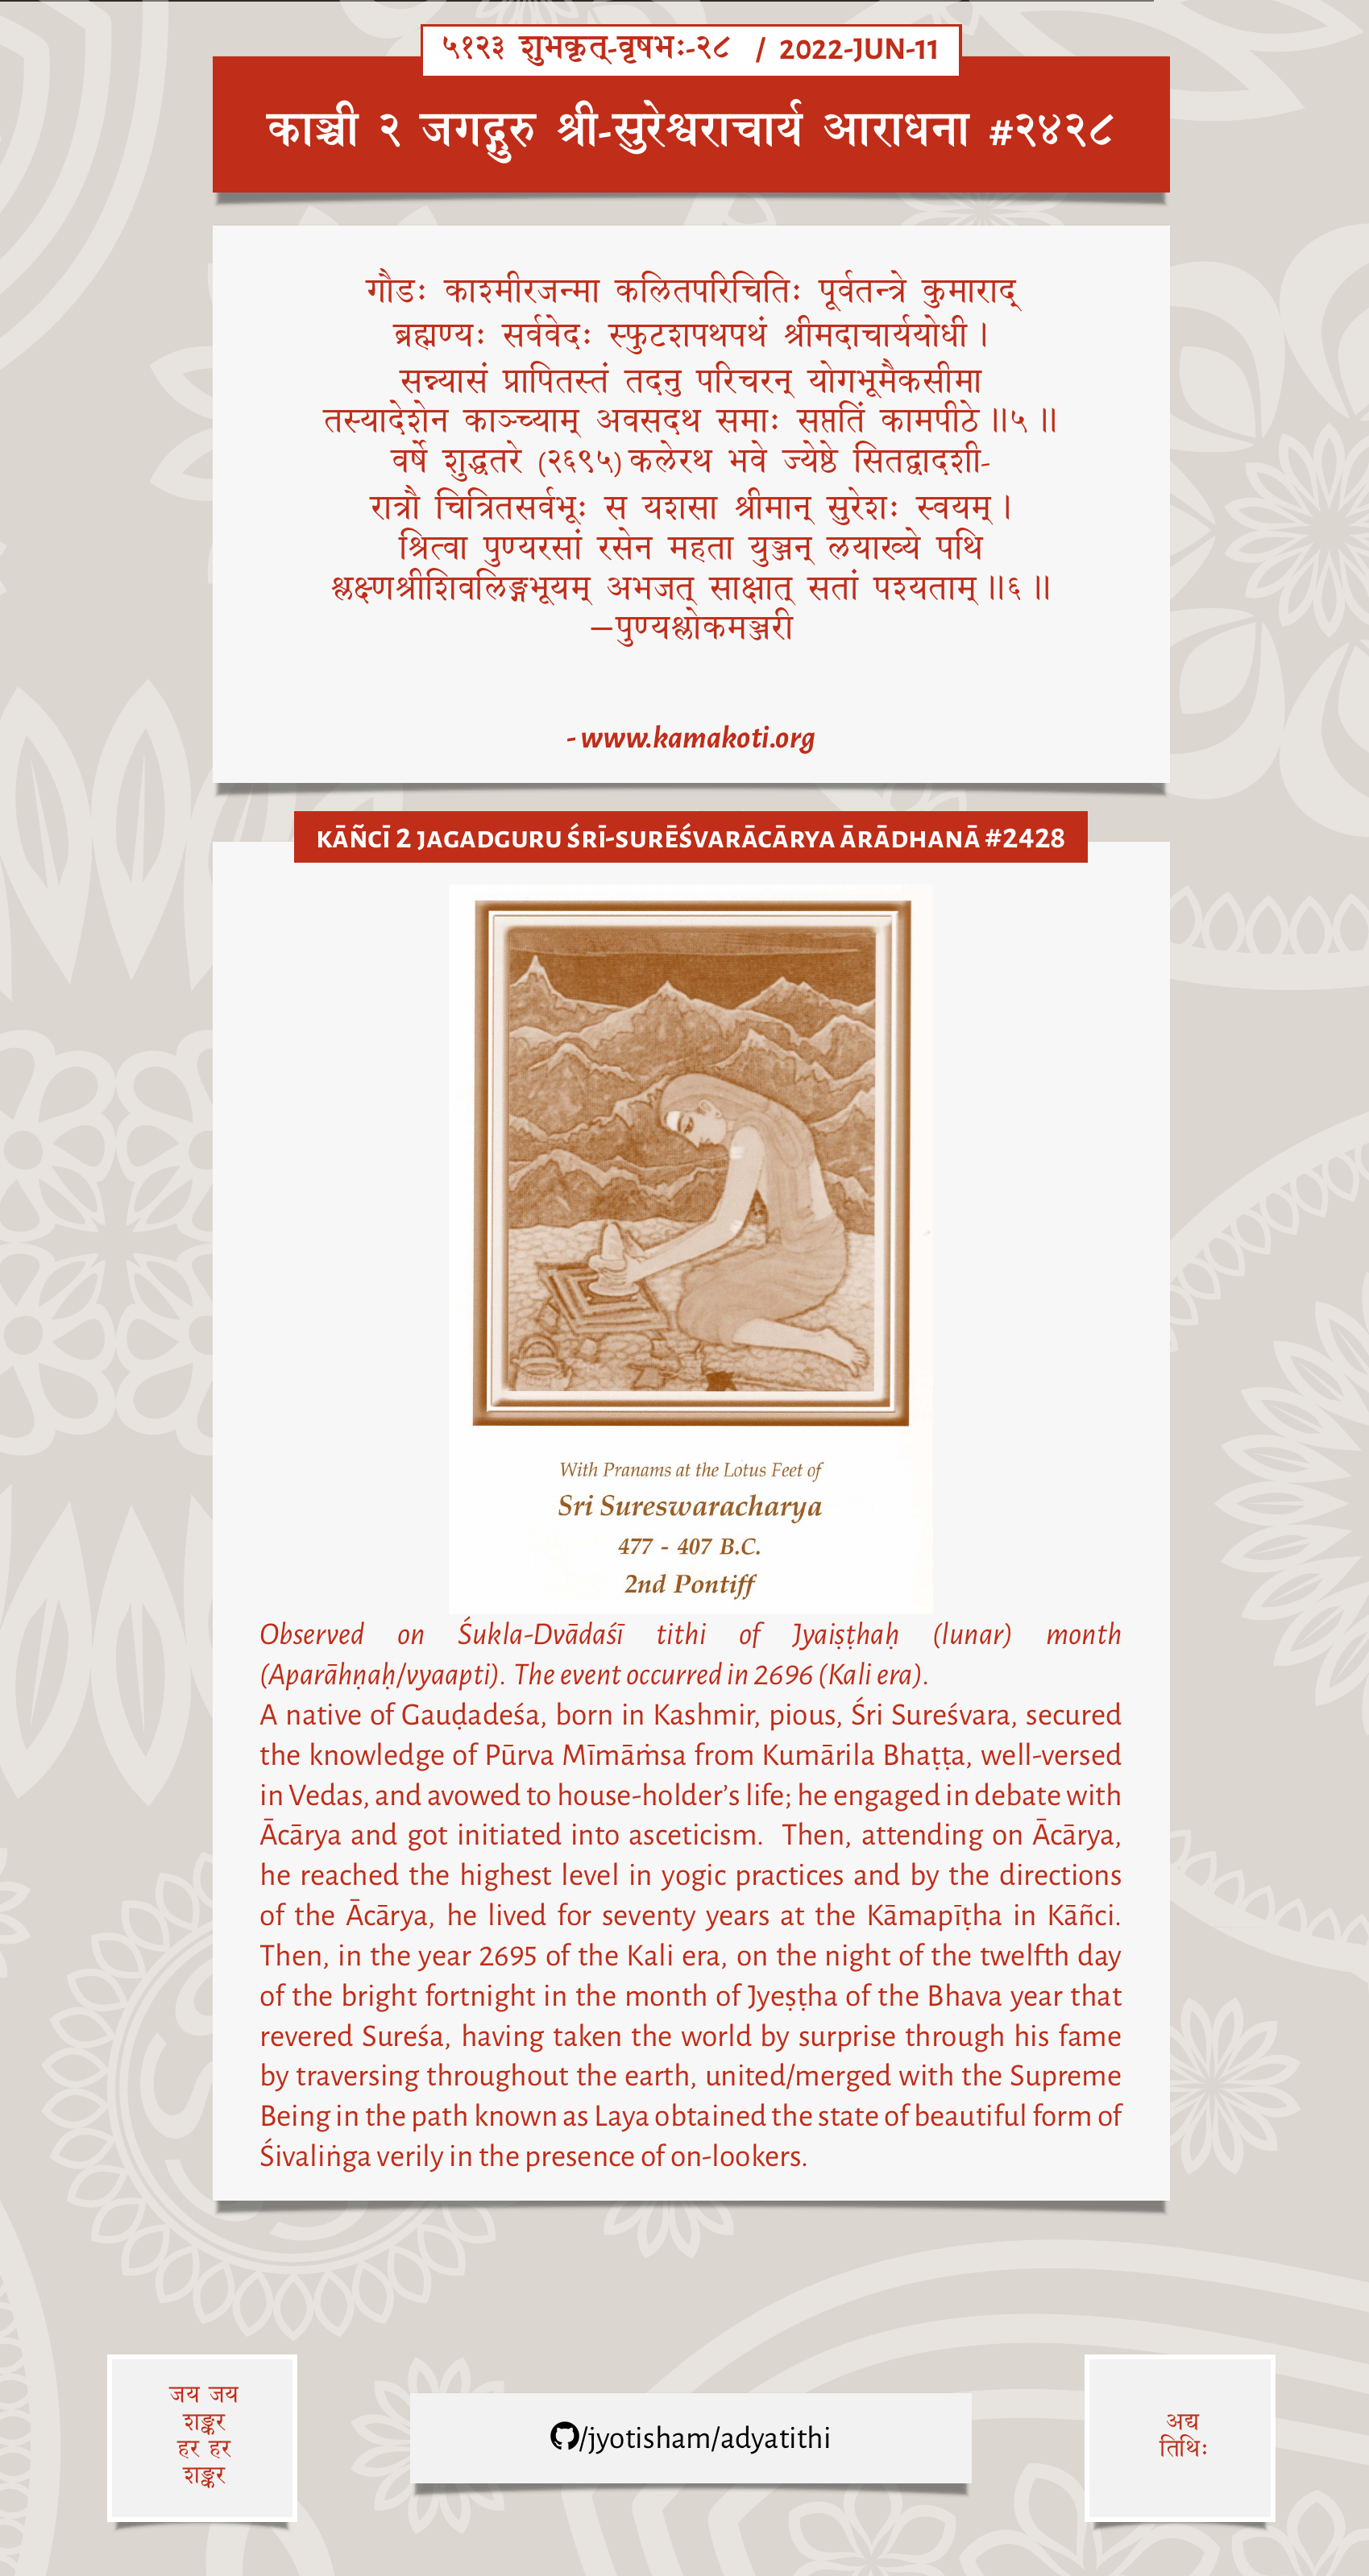 ५१२३ शुभकृत्-वृषभः-२८ / 2022-JUN-11
काञ्ची २ जगद्गुरु श्री-सुरेश्वराचार्य आराधना #२४२८
गौडः काश्मीरजन्मा कलितपरिचितिः पूर्वतन्त्रे कुमाराद्
ब्रह्मण्यः सर्ववेदः स्फुटशपथपथं श्रीमदाचार्ययोधी ।
सन्न्यासं प्रापितस्तं तदनु परिचरन् योगभूमैकसीमा
तस्यादेशेन काञ्च्याम् अवसदथ समाः सप्ततिं कामपीठे ॥५ ॥
वर्षे शुद्धतरे (२६९५) कलेरथ भवे ज्येष्ठे सितद्वादशी-
रात्रौ चित्रितसर्वभूः स यशसा श्रीमान् सुरेशः स्वयम् ।
श्रित्वा पुण्यरसां रसेन महता युञ्जन् लयाख्ये पथि
श्लक्ष्णश्रीशिवलिङ्गभूयम् अभजत् साक्षात् सतां पश्यताम् ॥६ ॥
—पुण्यश्लोकमञ्जरी
- www.kamakoti.org
KĀÑCĪ 2 JAGADGURU ŚRĪ-SURĒŚVARĀCĀRYA ĀRĀDHANĀ #2428
With Pranams at the Lotus Feet of
Sri Sureswaracharya
477 - 407 B.C.
2nd Pontiff
Observed on Śukla-Dvādaśī tithi of Jyaiṣṭhaḥ (lunar) month
(Aparāhṇaḥ/vyaapti). The event occurred in 2696 (Kali era).
A native of Gauḍadeśa, born in Kashmir, pious, Śri Sureśvara, secured
the knowledge of Pūrva Mīmāṁsa from Kumārila Bhaṭṭa, well-versed
in Vedas, and avowed to house-holder’s life; he engaged in debate with
Ācārya and got initiated into asceticism. Then, attending on Ācārya,
he reached the highest level in yogic practices and by the directions
of the Ācārya, he lived for seventy years at the Kāmapīṭha in Kāñci.
Then, in the year 2695 of the Kali era, on the night of the twelfth day
of the bright fortnight in the month of Jyeṣṭha of the Bhava year that
revered Sureśa, having taken the world by surprise through his fame
by traversing throughout the earth, united/merged with the Supreme
Being in the path known as Laya obtained the state of beautiful form of
Śivaliṅga verily in the presence of on-lookers.
जय जय
शङ्कर
हर हर
शङ्कर
/jyotisham/adyatithi
अद्य
तिथिः